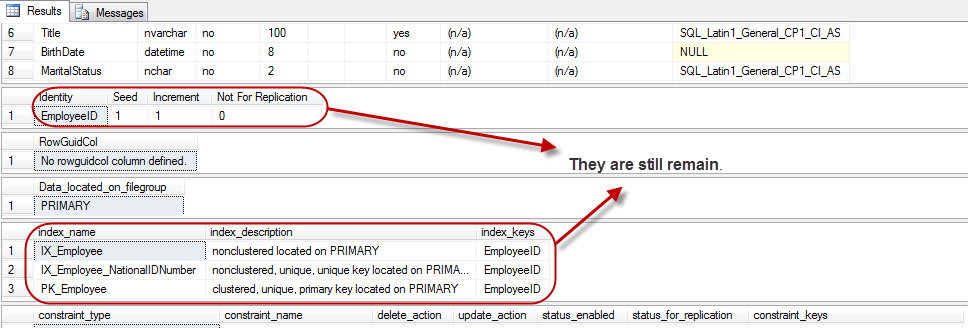 Results Messages
6 Title nvarchar no 100 yes (n/a) (n/a) SQL_Latin1_General_CP1_CI_AS
7 BirthDate datetime no 8 no (n/a) (n/a) NULL
8 MaritalStatus nchar no 2 no (n/a) (n/a) SQL_Latin1_General_CP1_CI_AS
Identity Seed Increment Not For Replication
1 EmployeeID 1 1 0
RowGuidCol
1 No rowguidcol column defined.
They are still remain.
Data_located_on_filegroup
1 PRIMARY
index_name index_description index_keys
1 IX_Employee nonclustered located on PRIMARY EmployeeID
2 IX_Employee_NationalIDNumber nonclustered, unique, unique key located on PRIMA... EmployeeID
3 PK_Employee clustered, unique, primary key located on PRIMARY EmployeeID
constraint_type constraint_name delete_action update_action status_enabled status_for_replication constraint_keys